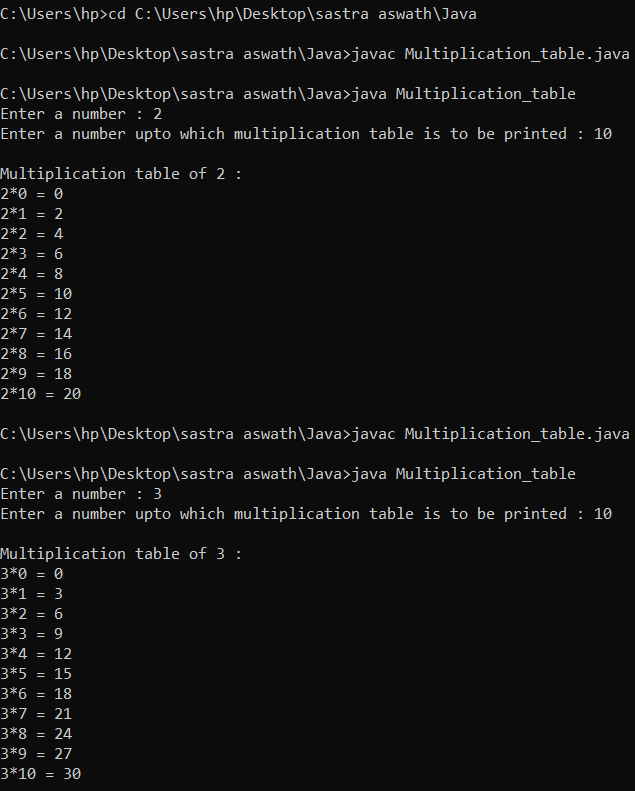 C:\Users\hp>cd C:\Users\hp\Desktop\sastra aswath\Java
C:\Users\hp\Desktop\sastra aswath\Java>javac Multiplication_table.java
C:\Users\hp\Desktop\sastra aswath\Java>java Multiplication_table
Enter a number : 2
Enter a number upto which multiplication table is to be printed : 10
Multiplication table of 2 :
2*0 = 0
2*1 = 2
2*2 = 4
2*3 = 6
2*4 = 8
2*5 = 10
2*6 = 12
2*7 = 14
2*8 = 16
2*9 = 18
2*10 = 20
C:\Users\hp\Desktop\sastra aswath\Java>javac Multiplication_table.java
C:\Users\hp\Desktop\sastra aswath\Java>java Multiplication_table
Enter a number : 3
Enter a number upto which multiplication table is to be printed : 10
Multiplication table of 3 :
3*0 = 0
3*1 = 3
3*2 = 6
3*3 = 9
3*4 = 12
3*5 = 15
3*6 = 18
3*7 = 21
3*8 = 24
3*9 = 27
3*10 = 30